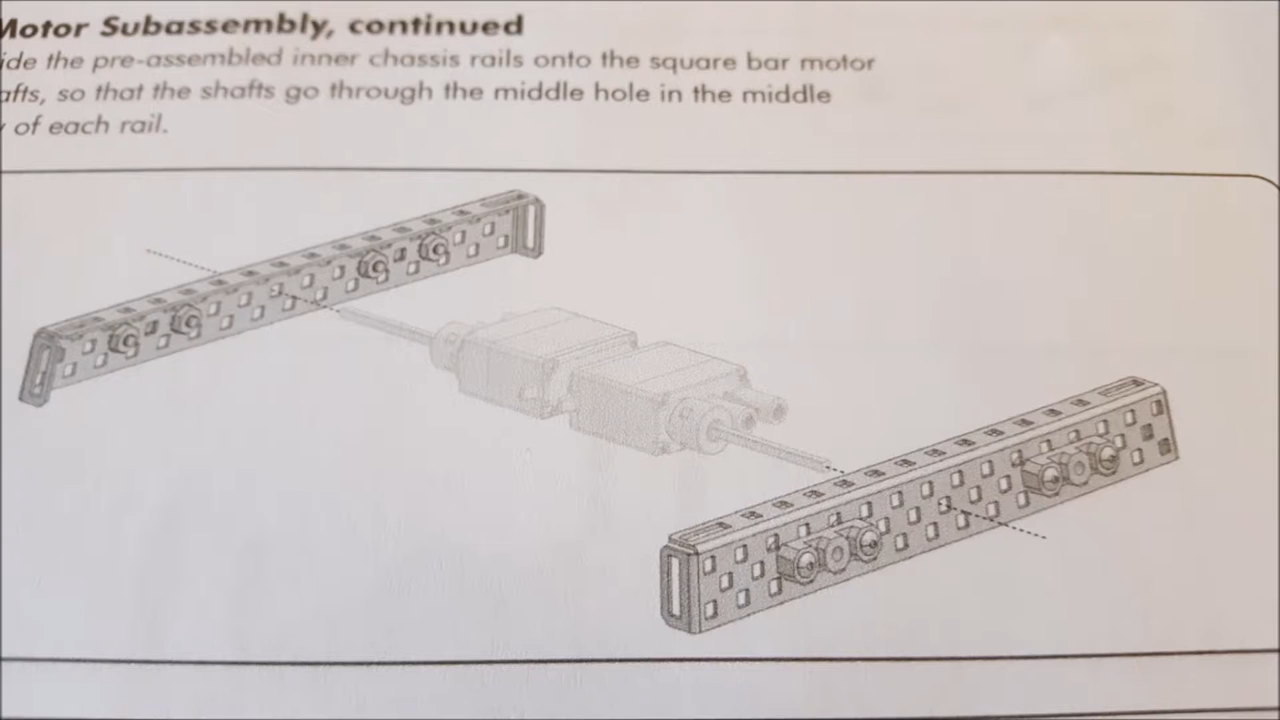 Motor Subassembly, continued
ide the pre-assembled inner chassis rails onto the square bar motor
afts, so that the shafts go through the middle hole in the middle
of each rail.